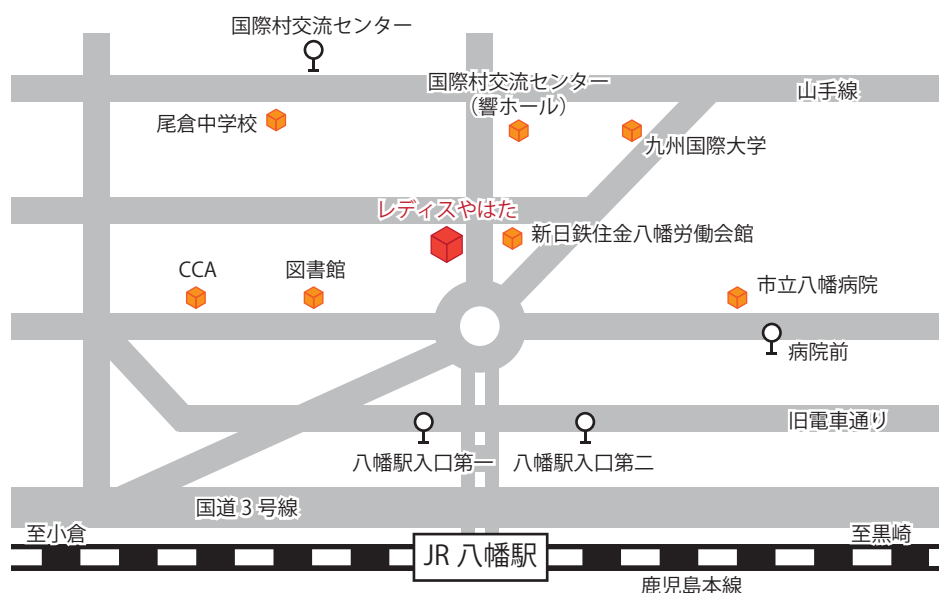 国際村交流センター
国際村交流センター
（響ホール）
山手線
尾倉中学校
九州国際大学
レディスやはた
新日鉄住金八幡労働会館
CCA
図書館
市立八幡病院
病院前
旧電車通り
八幡駅入口第一
八幡駅入口第二
国道3号線
至小倉
至黒崎
JR 八幡駅
鹿児島本線